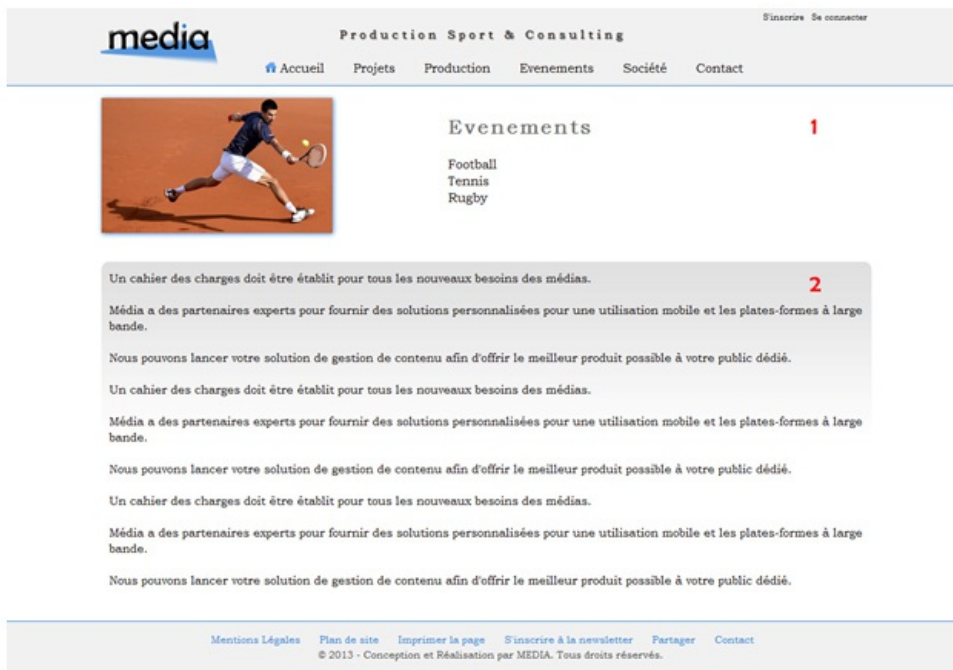 S'inscrire Se connecter
media
Production Sport & Consulting
Accueil Projets Production Evenements Société Contact
Evenements
1
Football
Tennis
Rugby
Un cahier des charges doit être établit pour tous les nouveaux besoins des médias.
2
Média a des partenaires experts pour fournir des solutions personnalisées pour une utilisation mobile et les plates-formes à large
bande.
Nous pouvons lancer votre solution de gestion de contenu afin d'offrir le meilleur produit possible à votre public dédié.
Un cahier des charges doit être établit pour tous les nouveaux besoins des médias.
Média a des partenaires experts pour fournir des solutions personnalisées pour une utilisation mobile et les plates-formes à large
bande.
Nous pouvons lancer votre solution de gestion de contenu afin d'offrir le meilleur produit possible à votre public dédié.
Un cahier des charges doit être établit pour tous les nouveaux besoins des médias.
Média a des partenaires experts pour fournir des solutions personnalisées pour une utilisation mobile et les plates-formes à large
bande.
Nous pouvons lancer votre solution de gestion de contenu afin d'offrir le meilleur produit possible à votre public dédié.
Mentions Légales Plan de site Imprimer la page S'inscrire à la newsletter Partager Contact
© 2013 - Conception et Réalisation par MEDIA. Tous droits réservés.